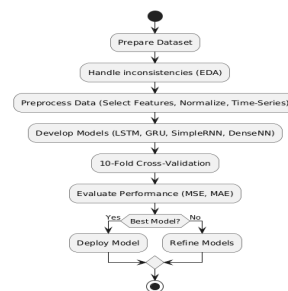 Prepare Dataset
Handle inconsistencies (EDA)
Preprocess Data (Select Features, Normalize, Time-Series)
Develop Models (LSTM, GRU, SimpleRNN, DenseNN)
10-Fold Cross-Validation
Evaluate Performance (MSE, MAE)
Yes Best Model? No
Deploy Model Refine Models